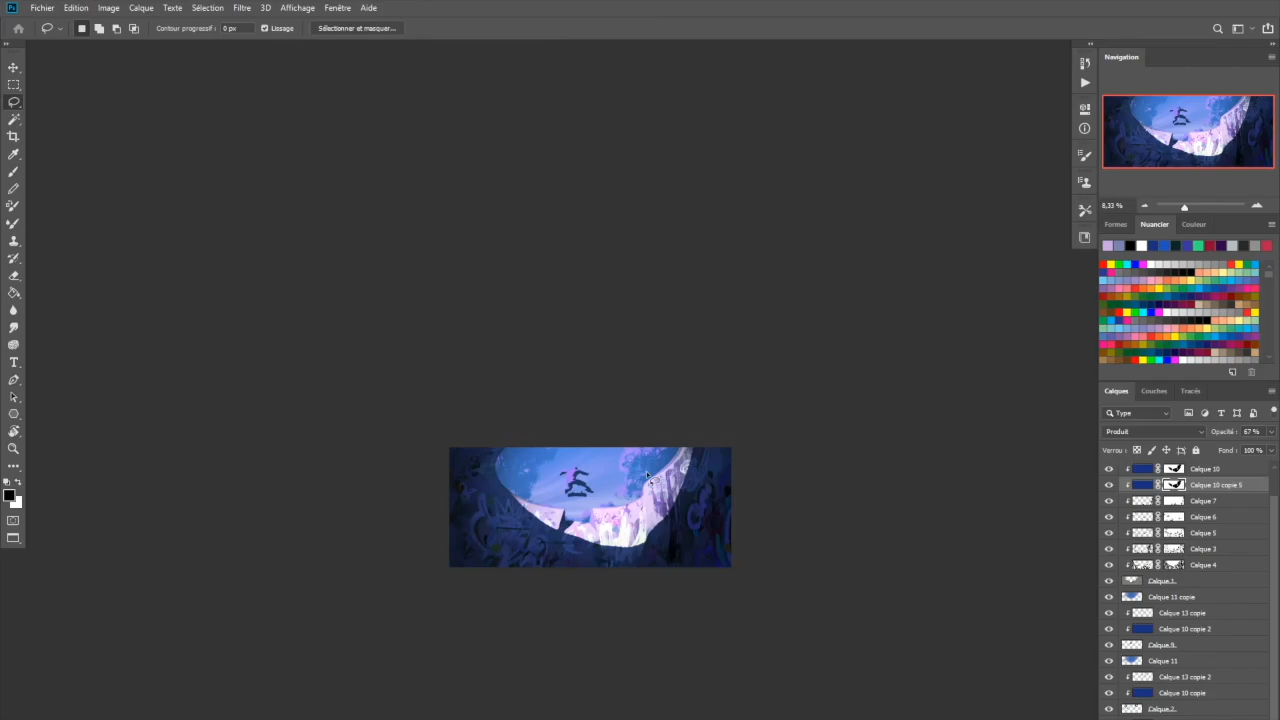 Ps Fichier Edition Image Calque Texte Sélection Filtre 3D Affichage Fenêtre Aide
Contour progressif : 0 px Lissage Sélectionner et masquer...
Navigation
8,33 %
Formes Nuancier Couleur
Calques Couches Tracés
Type
Produit Opacité : 67 %
Verrou : Fond : 100 %
Calque 10
Calque 10 copie 5
Calque 7
Calque 6
Calque 5
Calque 3
Calque 4
Calque 1
Calque 11 copie
Calque 13 copie
Calque 10 copie 2
Calque 9
Calque 11
Calque 13 copie 2
Calque 10 copie
Calque 2